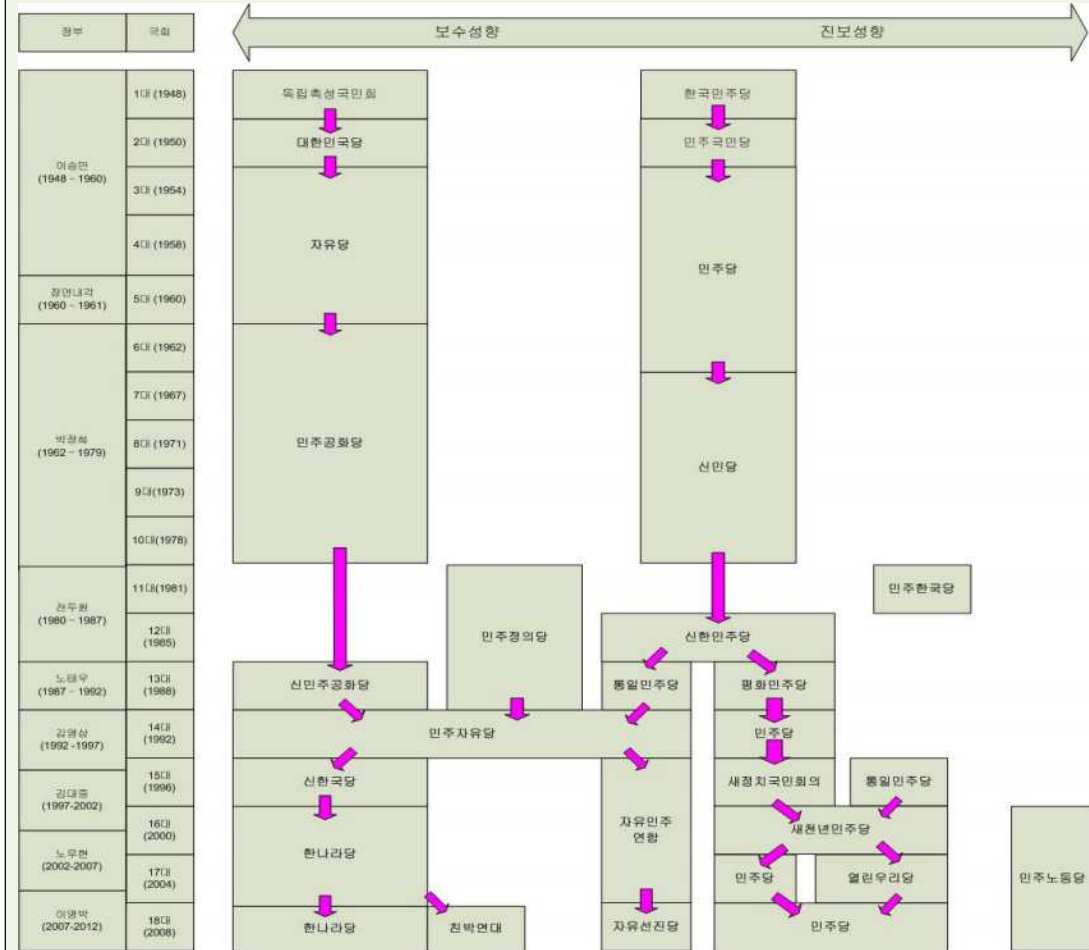 정부 국회 보수성향 진보성향
이승만
(1948 - 1960)
장면내각
(1960 - 1961)
박정희
(1962 - 1979)
전두환
(1980 - 1987)
노태우
(1987 - 1992)
김영삼
(1992 -1997)
김대중
(1997-2002)
노무현
(2002-2007)
이명박
(2007-2012)
1대 (1948)
2대 (1950)
3대 (1954)
4대 (1958)
5대 (1960)
6대 (1962)
7대 (1967)
8대 (1971)
9대(1973)
10대(1978)
11대(1981)
12대
(1985)
13대
(1988)
14대
(1992)
15대
(1996)
16대
(2000)
17대
(2004)
18대
(2008)
독립촉성국민회
한국민주당
대한민국당
민주국민당
자유당
민주당
민주공화당
신민당
민주한국당
민주정의당
신한민주당
신민주공화당
통일민주당
평화민주당
민주자유당
민주당
신한국당
자유민주
연합
새정치국민회의
통일민주당
새천년민주당
한나라당
민주당
열린우리당
민주노동당
한나라당
친박연대
자유선진당
민주당